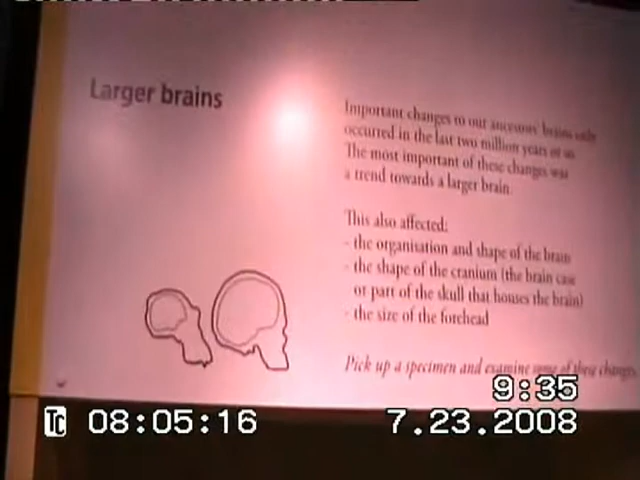 Larger brains
Important changes to our ancestors' brains only
occurred in the last two million years or so.
The most important of these changes was
a trend towards a larger brain.
This also affected:
- the organisation and shape of the brain
- the shape of the cranium (the brain case
or part of the skull that houses the brain)
- the size of the forehead
Pick up a specimen and examine some of these changes
9:35
TC 08:05:16 7.23.2008